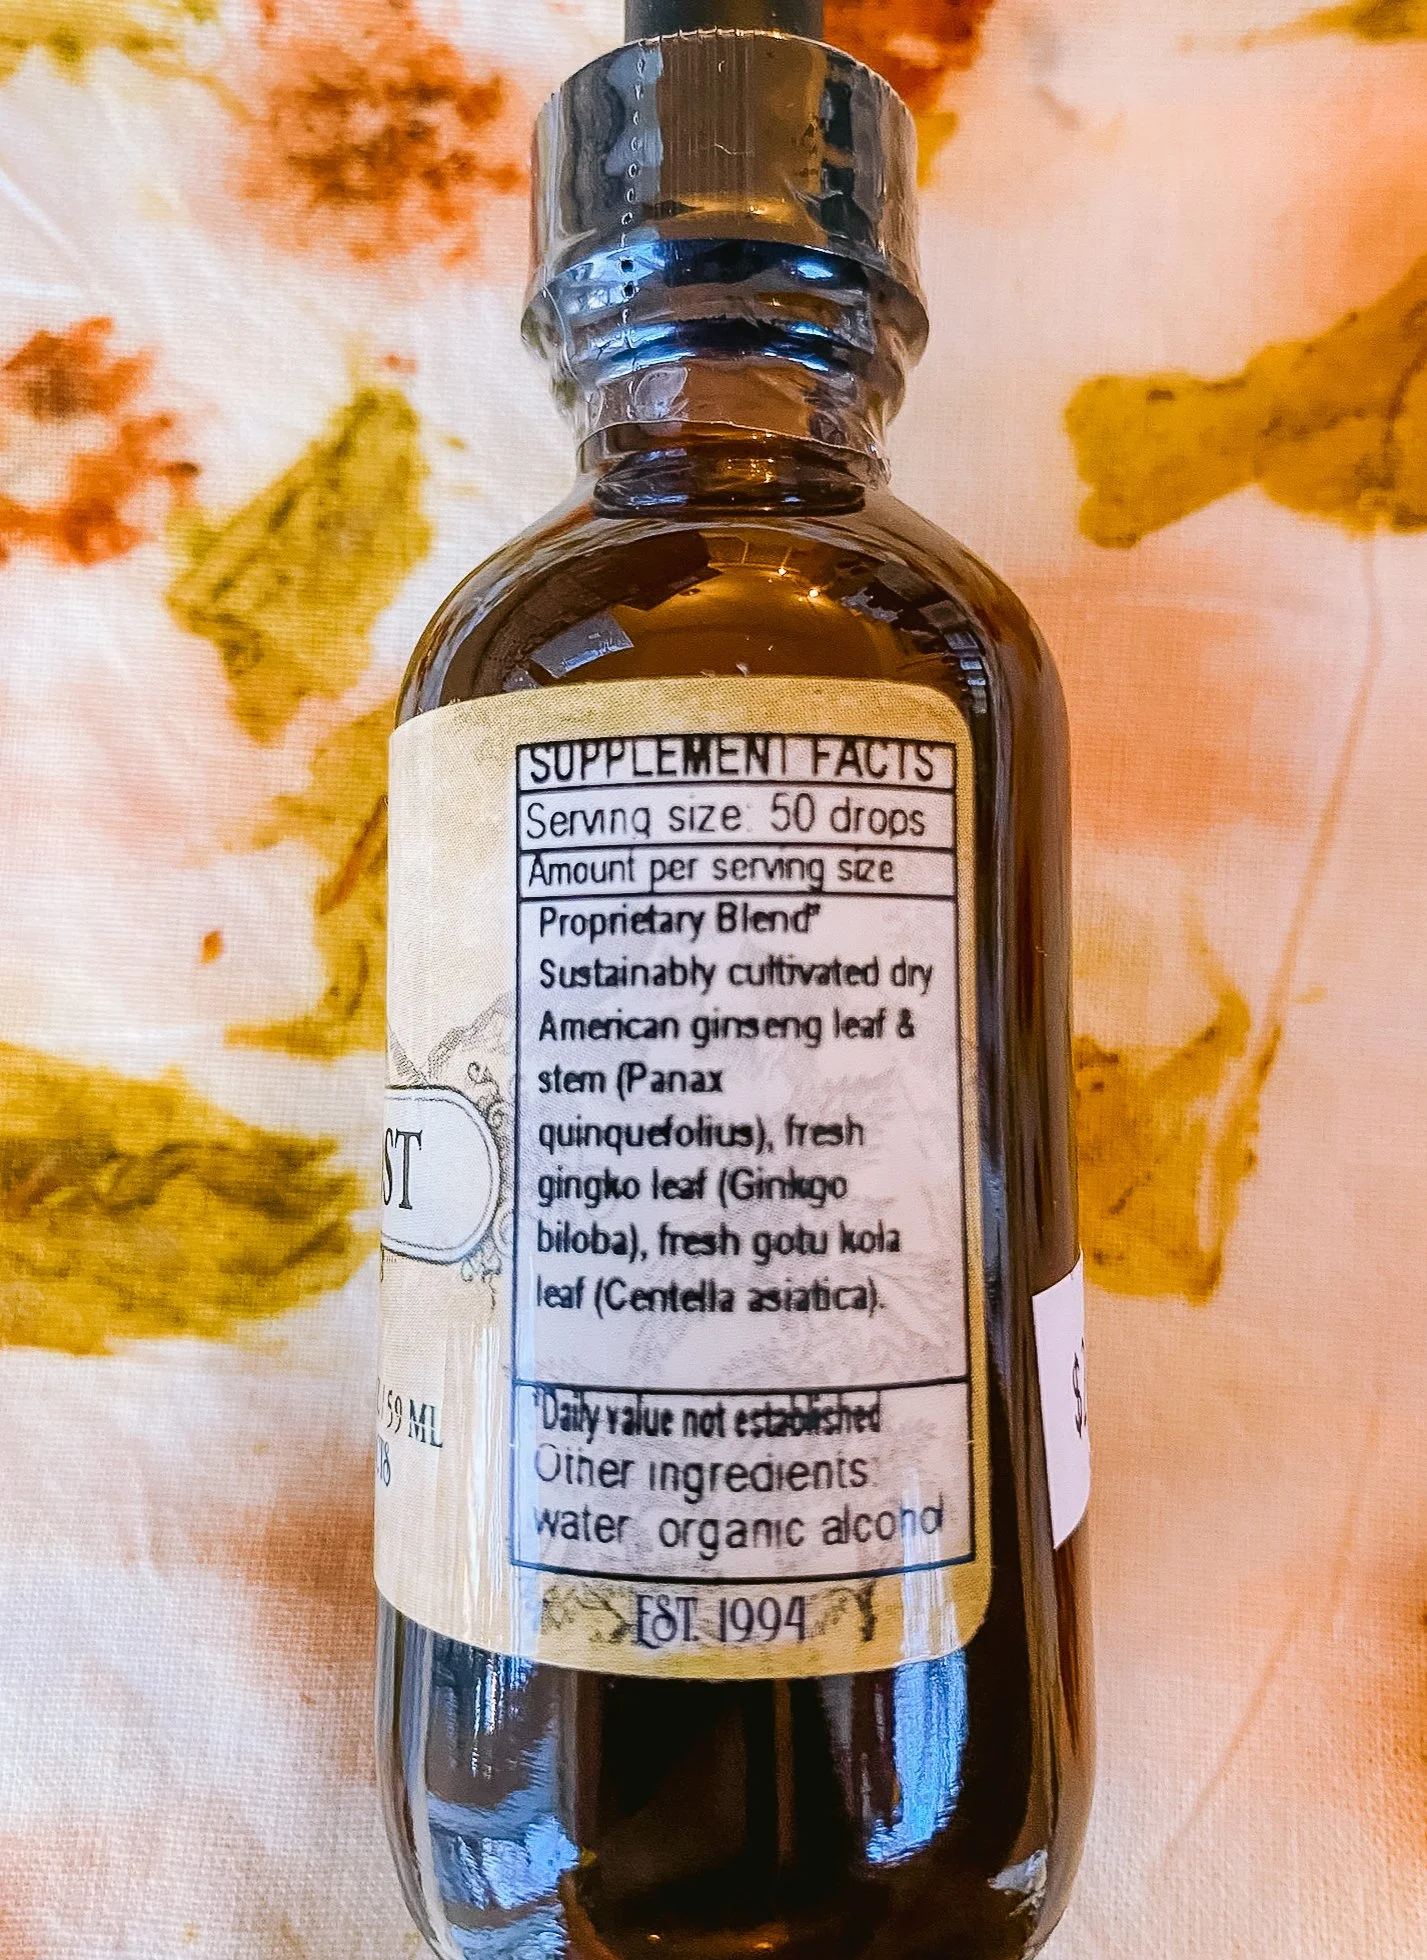 SUPPLEMENT FACTS
Serving size: 50 drops
Amount per serving size
Proprietary Blend*
Sustainably cultivated dry
American ginseng leaf &
stem (Panax
quinquefolius), fresh
gingko leaf (Ginkgo
biloba), fresh gotu kola
leaf (Centella asiatica).
*Daily value not established
Other ingredients:
water, organic alcohol
EST. 1994
ST
/ 59 ML
$